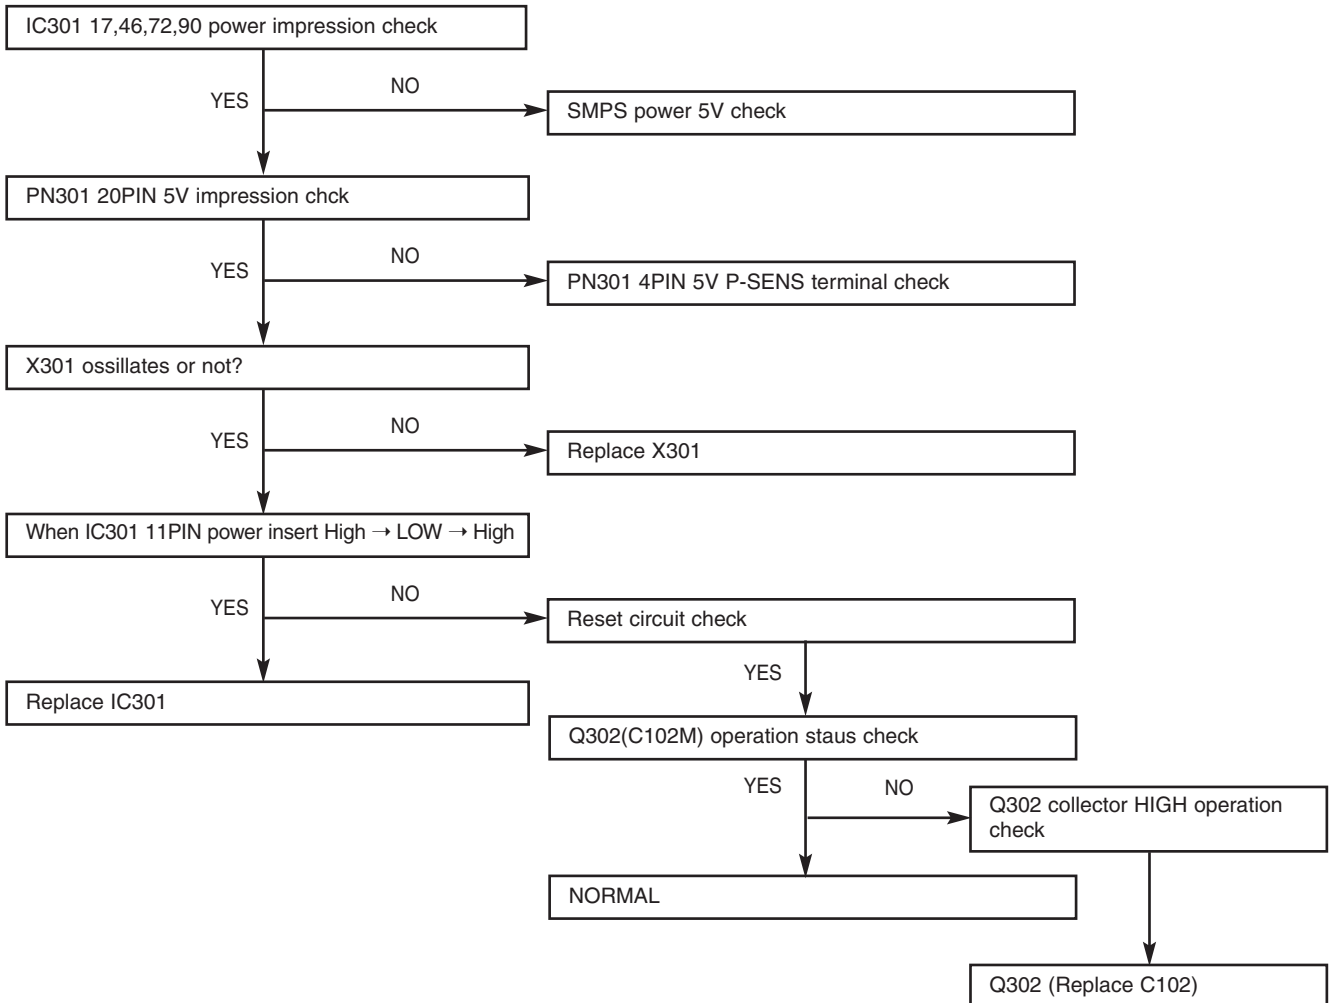 IC301 17,46,72,90 power impression check
YES
NO
SMPS power 5V check
PN301 20PIN 5V impression chck
YES
NO
PN301 4PIN 5V P-SENS terminal check
X301 ossillates or not?
YES
NO
Replace X301
When IC301 11PIN power insert High → LOW → High
YES
NO
Reset circuit check
Replace IC301
YES
Q302(C102M) operation staus check
YES
NO
Q302 collector HIGH operation
check
NORMAL
Q302 (Replace C102)